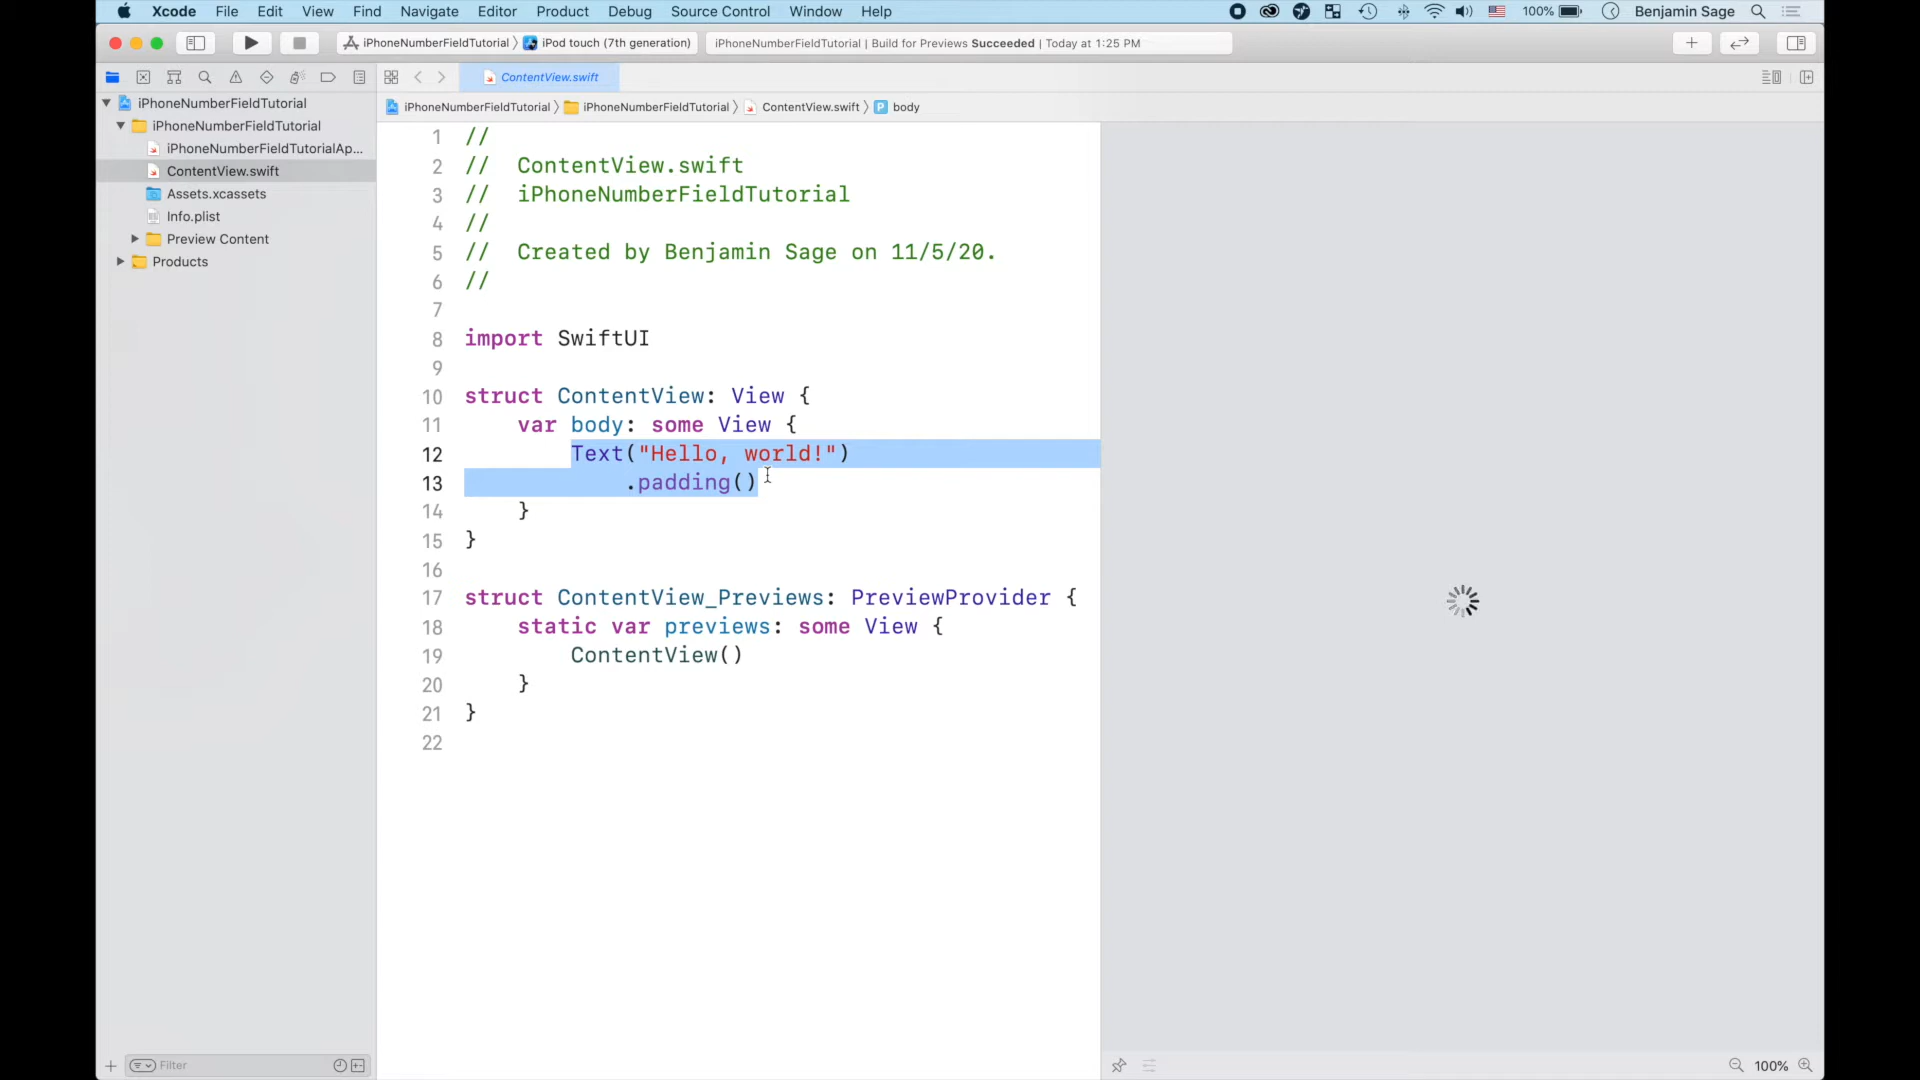 Xcode File Edit View Find Navigate Editor Product Debug Source Control Window Help 100% Benjamin Sage
iPhoneNumberFieldTutorial iPod touch (7th generation) iPhoneNumberFieldTutorial | Build for Previews Succeeded | Today at 1:25 PM
ContentView.swift
iPhoneNumberFieldTutorial iPhoneNumberFieldTutorial ContentView.swift P body
iPhoneNumberFieldTutorial
iPhoneNumberFieldTutorial
iPhoneNumberFieldTutorialAp...
ContentView.swift
Assets.xcassets
Info.plist
Preview Content
Products
1 //
2 // ContentView.swift
3 // iPhoneNumberFieldTutorial
4 //
5 // Created by Benjamin Sage on 11/5/20.
6 //
7
8 import SwiftUI
9
10 struct ContentView: View {
11 var body: some View {
12 Text("Hello, world!")
13 .padding()
14 }
15 }
16
17 struct ContentView_Previews: PreviewProvider {
18 static var previews: some View {
19 ContentView()
20 }
21 }
22
Filter
100%